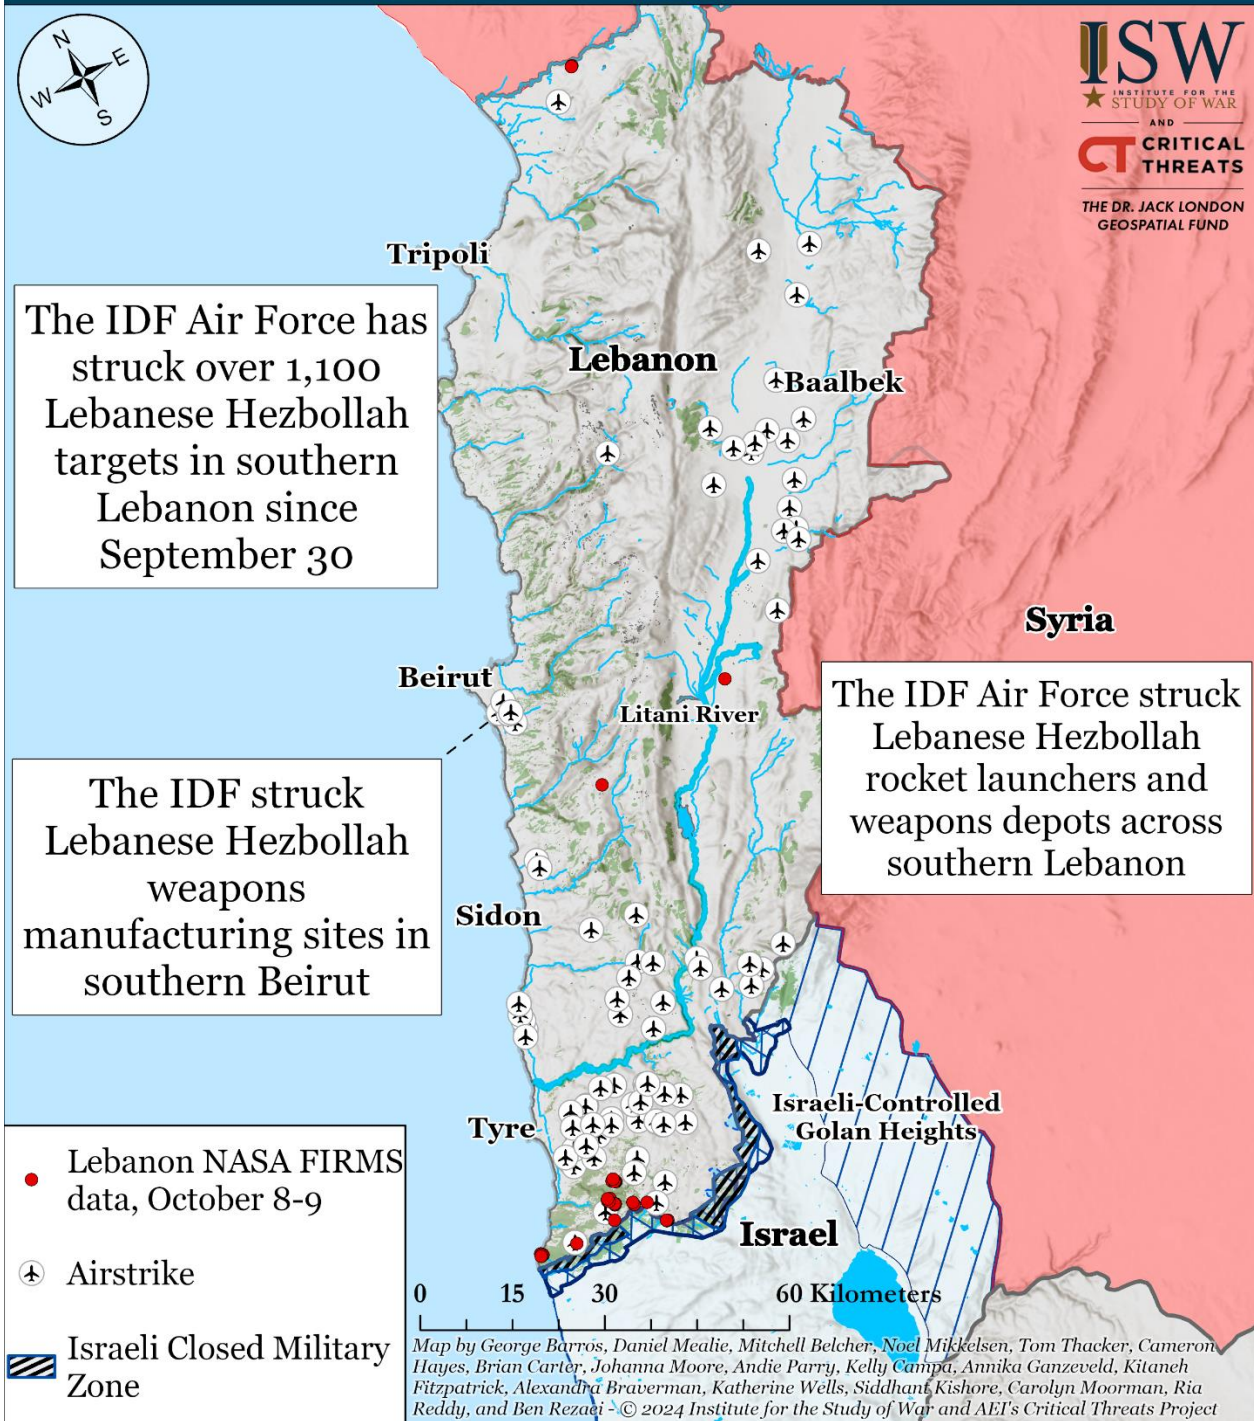 N
E
W
S
ISW
INSTITUTE FOR THE
STUDY OF WAR
AND
CT CRITICAL
THREATS
THE DR. JACK LONDON
GEOSPATIAL FUND
Tripoli
The IDF Air Force has
struck over 1,100
Lebanese Hezbollah
targets in southern
Lebanon since
September 30
Lebanon
Baalbek
Syria
Beirut
Litani River
The IDF Air Force struck
Lebanese Hezbollah
rocket launchers and
weapons depots across
southern Lebanon
The IDF struck
Lebanese Hezbollah
weapons
manufacturing sites in
southern Beirut
Sidon
Israeli-Controlled
Golan Heights
Tyre
Lebanon NASA FIRMS
data, October 8-9
Airstrike
Israeli Closed Military
Zone
Israel
0 15 30 60 Kilometers
Map by George Barros, Daniel Mealie, Mitchell Belcher, Noel Mikkelsen, Tom Thacker, Cameron
Hayes, Brian Carter, Johanna Moore, Andie Parry, Kelly Campa, Annika Ganzeveld, Kitaneh
Fitzpatrick, Alexandra Braverman, Katherine Wells, Siddhant Kishore, Carolyn Moorman, Ria
Reddy, and Ben Rezaei - © 2024 Institute for the Study of War and AEI's Critical Threats Project